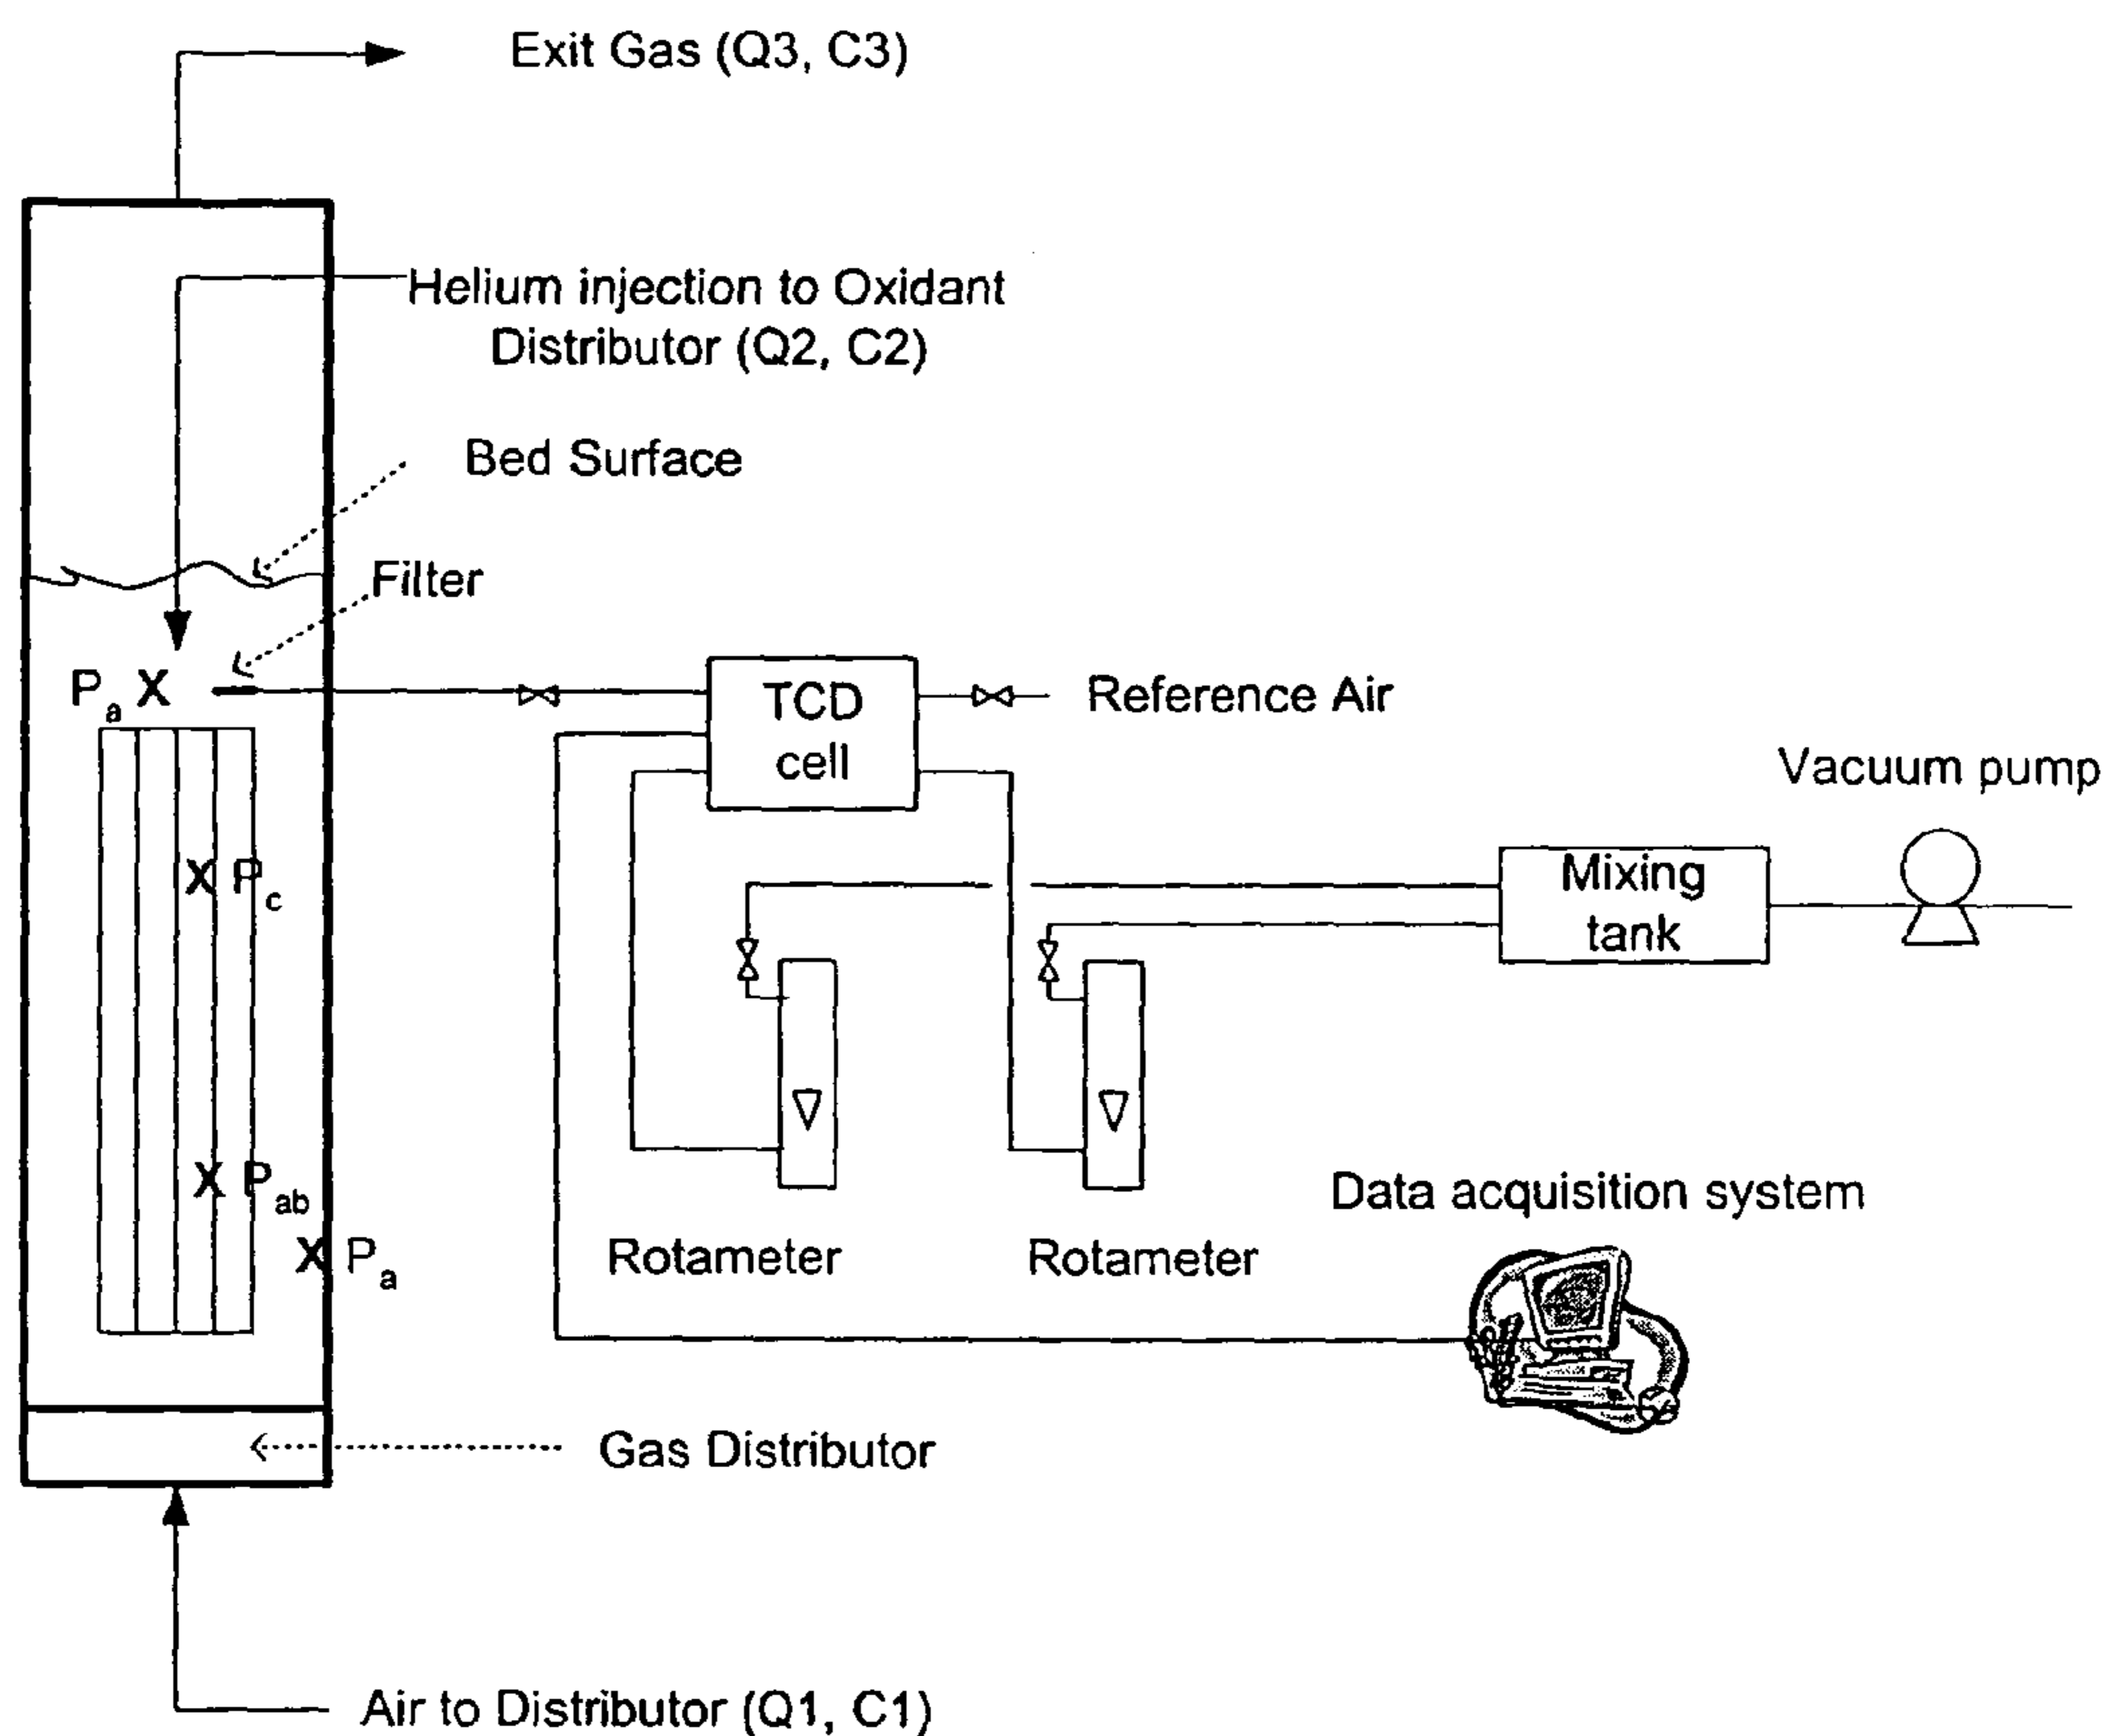 Exit Gas (Q3, C3)
Helium injection to Oxidant
Distributor (Q2, C2)
Bed Surface
Filter
Pa X
TCD
cell
Reference Air
Vacuum pump
X Pc
Mixing
tank
X Pab
X Pa
Data acquisition system
Rotameter
Rotameter
Gas Distributor
Air to Distributor (Q1, C1)